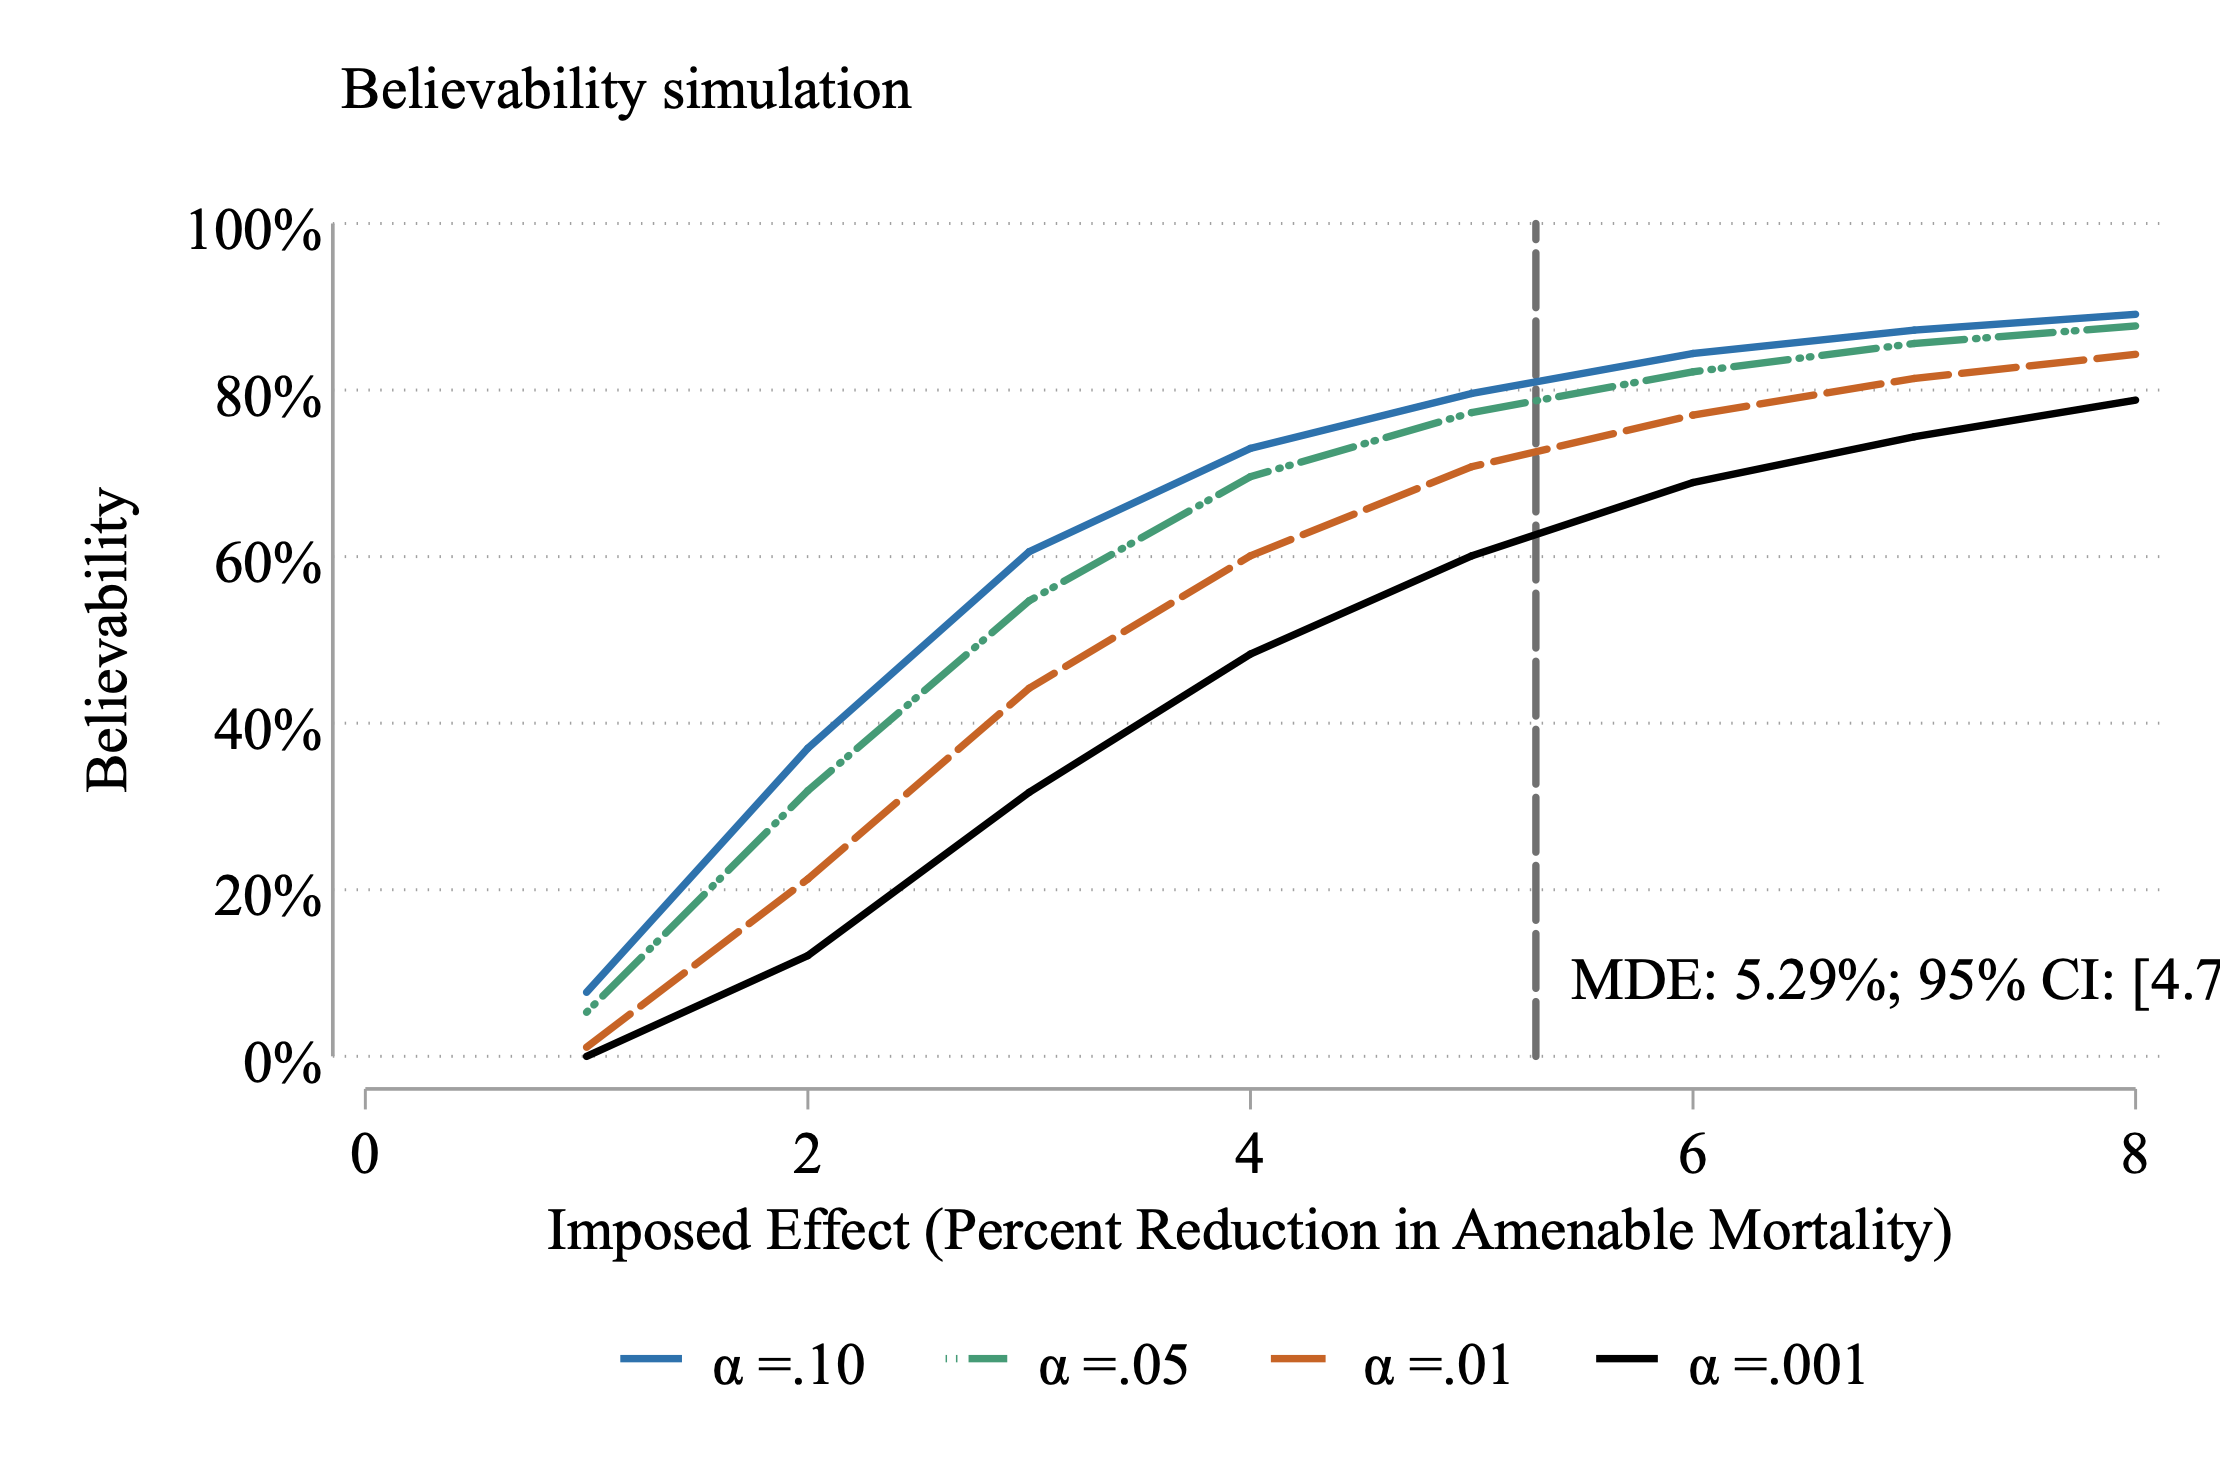 Believability simulation
100%
80%
60%
40%
20%
0%
Believability
MDE: 5.29%; 95% CI: [4.7
0 2 4 6 8
Imposed Effect (Percent Reduction in Amenable Mortality)
α =.10 α =.05 α =.01 α =.001